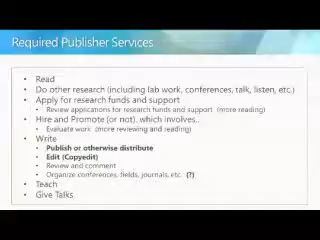 Required Publisher Services
• Read
• Do other research (including lab work, conferences, talk, listen, etc.)
• Apply for research funds and support
• Review applications for research funds and support (more reading)
• Hire and Promote (or not). which involves..
• Evaluate work (more reviewing and reading)
• Write
• Publish or otherwise distribute
• Edit (Copyedit)
• Review and comment
• Organize conferences, fields, journals, etc. (?)
• Teach
• Give Talks